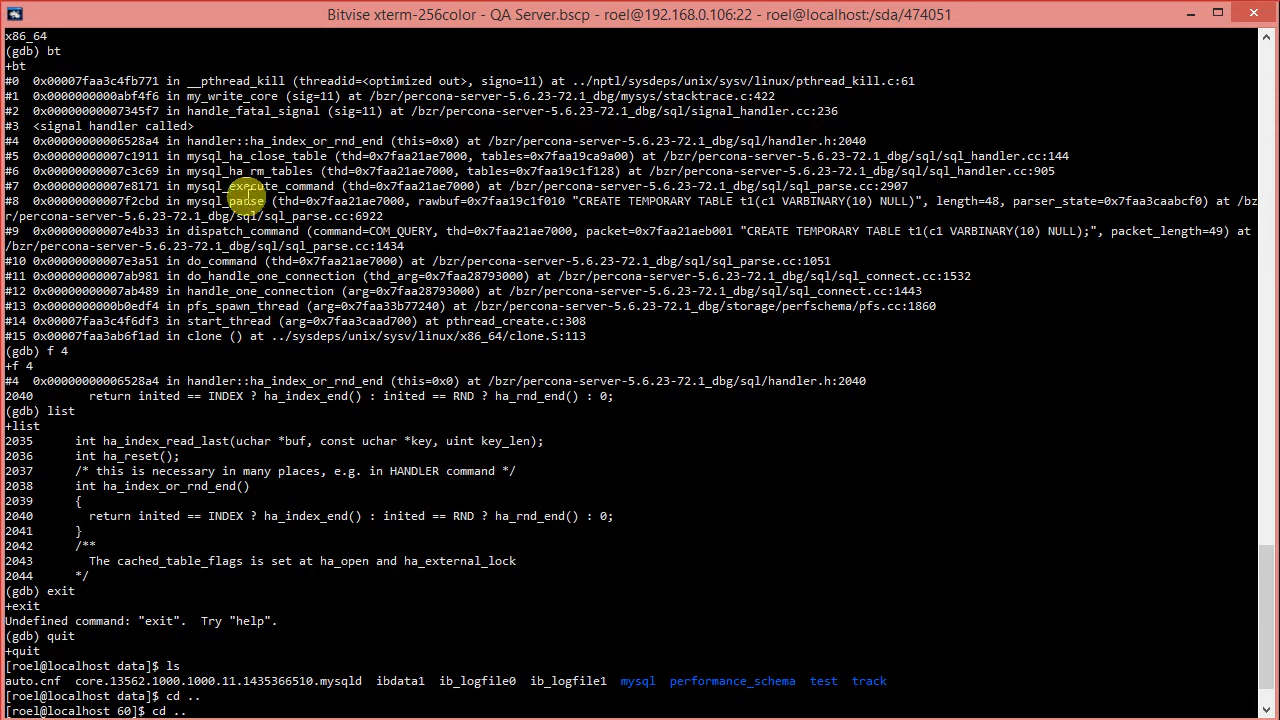 Bitvise xterm-256color - QA Server.bscp - roel@192.168.0.106:22 - roel@localhost:/sda/474051
x86_64
(gdb) bt
+bt
#0  0x00007faa3c4fb771 in __pthread_kill (threadid=<optimized out>, signo=11) at ../nptl/sysdeps/unix/sysv/linux/pthread_kill.c:61
#1  0x0000000000abf4f6 in my_write_core (sig=11) at /bzr/percona-server-5.6.23-72.1_dbg/mysys/stacktrace.c:422
#2  0x00000000007345f7 in handle_fatal_signal (sig=11) at /bzr/percona-server-5.6.23-72.1_dbg/sql/signal_handler.cc:236
#3  <signal handler called>
#4  0x00000000006528a4 in handler::ha_index_or_rnd_end (this=0x0) at /bzr/percona-server-5.6.23-72.1_dbg/sql/handler.h:2040
#5  0x00000000007c1911 in mysql_ha_close_table (thd=0x7faa21ae7000, tables=0x7faa19ca9a00) at /bzr/percona-server-5.6.23-72.1_dbg/sql/sql_handler.cc:144
#6  0x00000000007c3c69 in mysql_ha_rm_tables (thd=0x7faa21ae7000, tables=0x7faa19c1f128) at /bzr/percona-server-5.6.23-72.1_dbg/sql/sql_handler.cc:905
#7  0x00000000007e8171 in mysql_execute_command (thd=0x7faa21ae7000) at /bzr/percona-server-5.6.23-72.1_dbg/sql/sql_parse.cc:2907
#8  0x00000000007f2cbd in mysql_parse (thd=0x7faa21ae7000, rawbuf=0x7faa19c1f010 "CREATE TEMPORARY TABLE t1(c1 VARBINARY(10) NULL)", length=48, parser_state=0x7faa3caabcf0) at /bz
r/percona-server-5.6.23-72.1_dbg/sql/sql_parse.cc:6922
#9  0x00000000007e4b33 in dispatch_command (command=COM_QUERY, thd=0x7faa21ae7000, packet=0x7faa21aeb001 "CREATE TEMPORARY TABLE t1(c1 VARBINARY(10) NULL);", packet_length=49) at
/bzr/percona-server-5.6.23-72.1_dbg/sql/sql_parse.cc:1434
#10 0x00000000007e3a51 in do_command (thd=0x7faa21ae7000) at /bzr/percona-server-5.6.23-72.1_dbg/sql/sql_parse.cc:1051
#11 0x00000000007ab981 in do_handle_one_connection (thd_arg=0x7faa28793000) at /bzr/percona-server-5.6.23-72.1_dbg/sql/sql_connect.cc:1532
#12 0x00000000007ab489 in handle_one_connection (arg=0x7faa28793000) at /bzr/percona-server-5.6.23-72.1_dbg/sql/sql_connect.cc:1443
#13 0x0000000000b0edf4 in pfs_spawn_thread (arg=0x7faa33b77240) at /bzr/percona-server-5.6.23-72.1_dbg/storage/perfschema/pfs.cc:1860
#14 0x00007faa3c4f6df3 in start_thread (arg=0x7faa3caad700) at pthread_create.c:308
#15 0x00007faa3ab6f1ad in clone () at ../sysdeps/unix/sysv/linux/x86_64/clone.S:113
(gdb) f 4
+f 4
#4  0x00000000006528a4 in handler::ha_index_or_rnd_end (this=0x0) at /bzr/percona-server-5.6.23-72.1_dbg/sql/handler.h:2040
2040        return inited == INDEX ? ha_index_end() : inited == RND ? ha_rnd_end() : 0;
(gdb) list
+list
2035      int ha_index_read_last(uchar *buf, const uchar *key, uint key_len);
2036      int ha_reset();
2037      /* this is necessary in many places, e.g. in HANDLER command */
2038      int ha_index_or_rnd_end()
2039      {
2040        return inited == INDEX ? ha_index_end() : inited == RND ? ha_rnd_end() : 0;
2041      }
2042      /**
2043        The cached_table_flags is set at ha_open and ha_external_lock
2044      */
(gdb) exit
+exit
Undefined command: "exit".  Try "help".
(gdb) quit
+quit
[roel@localhost data]$ ls
auto.cnf  core.13562.1000.1000.11.1435366510.mysqld  ibdata1  ib_logfile0  ib_logfile1  mysql  performance_schema  test  track
[roel@localhost data]$ cd ..
[roel@localhost 60]$ cd ..